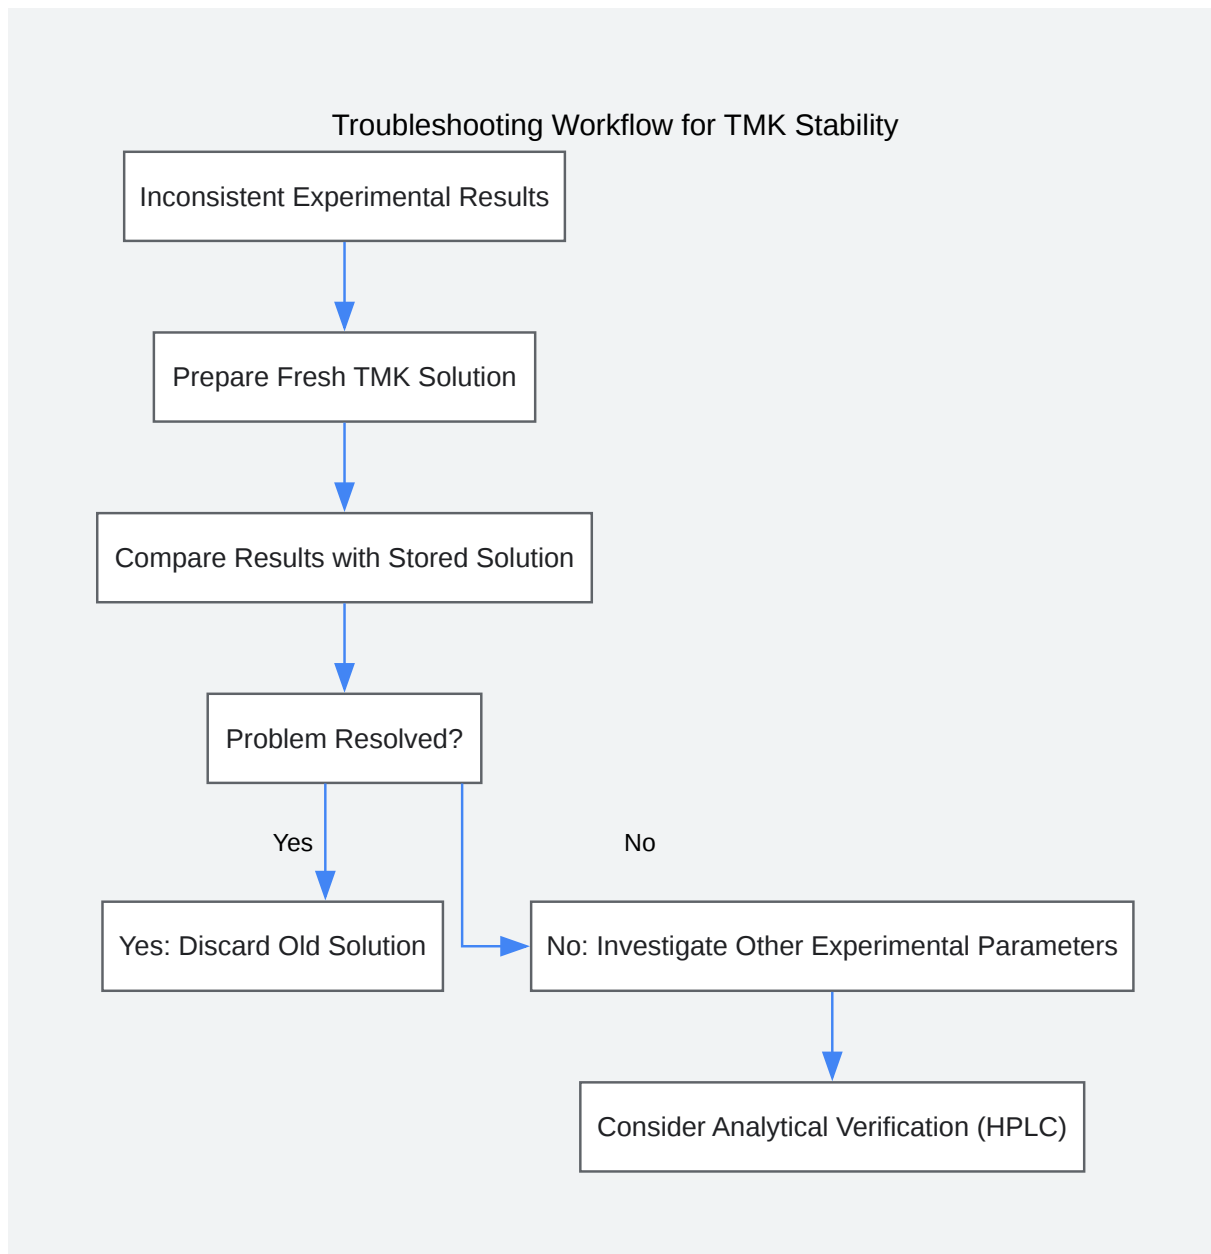 Troubleshooting Workflow for TMK Stability
Inconsistent Experimental Results
Prepare Fresh TMK Solution
Compare Results with Stored Solution
Problem Resolved?
Yes
No
Yes: Discard Old Solution
No: Investigate Other Experimental Parameters
Consider Analytical Verification (HPLC)